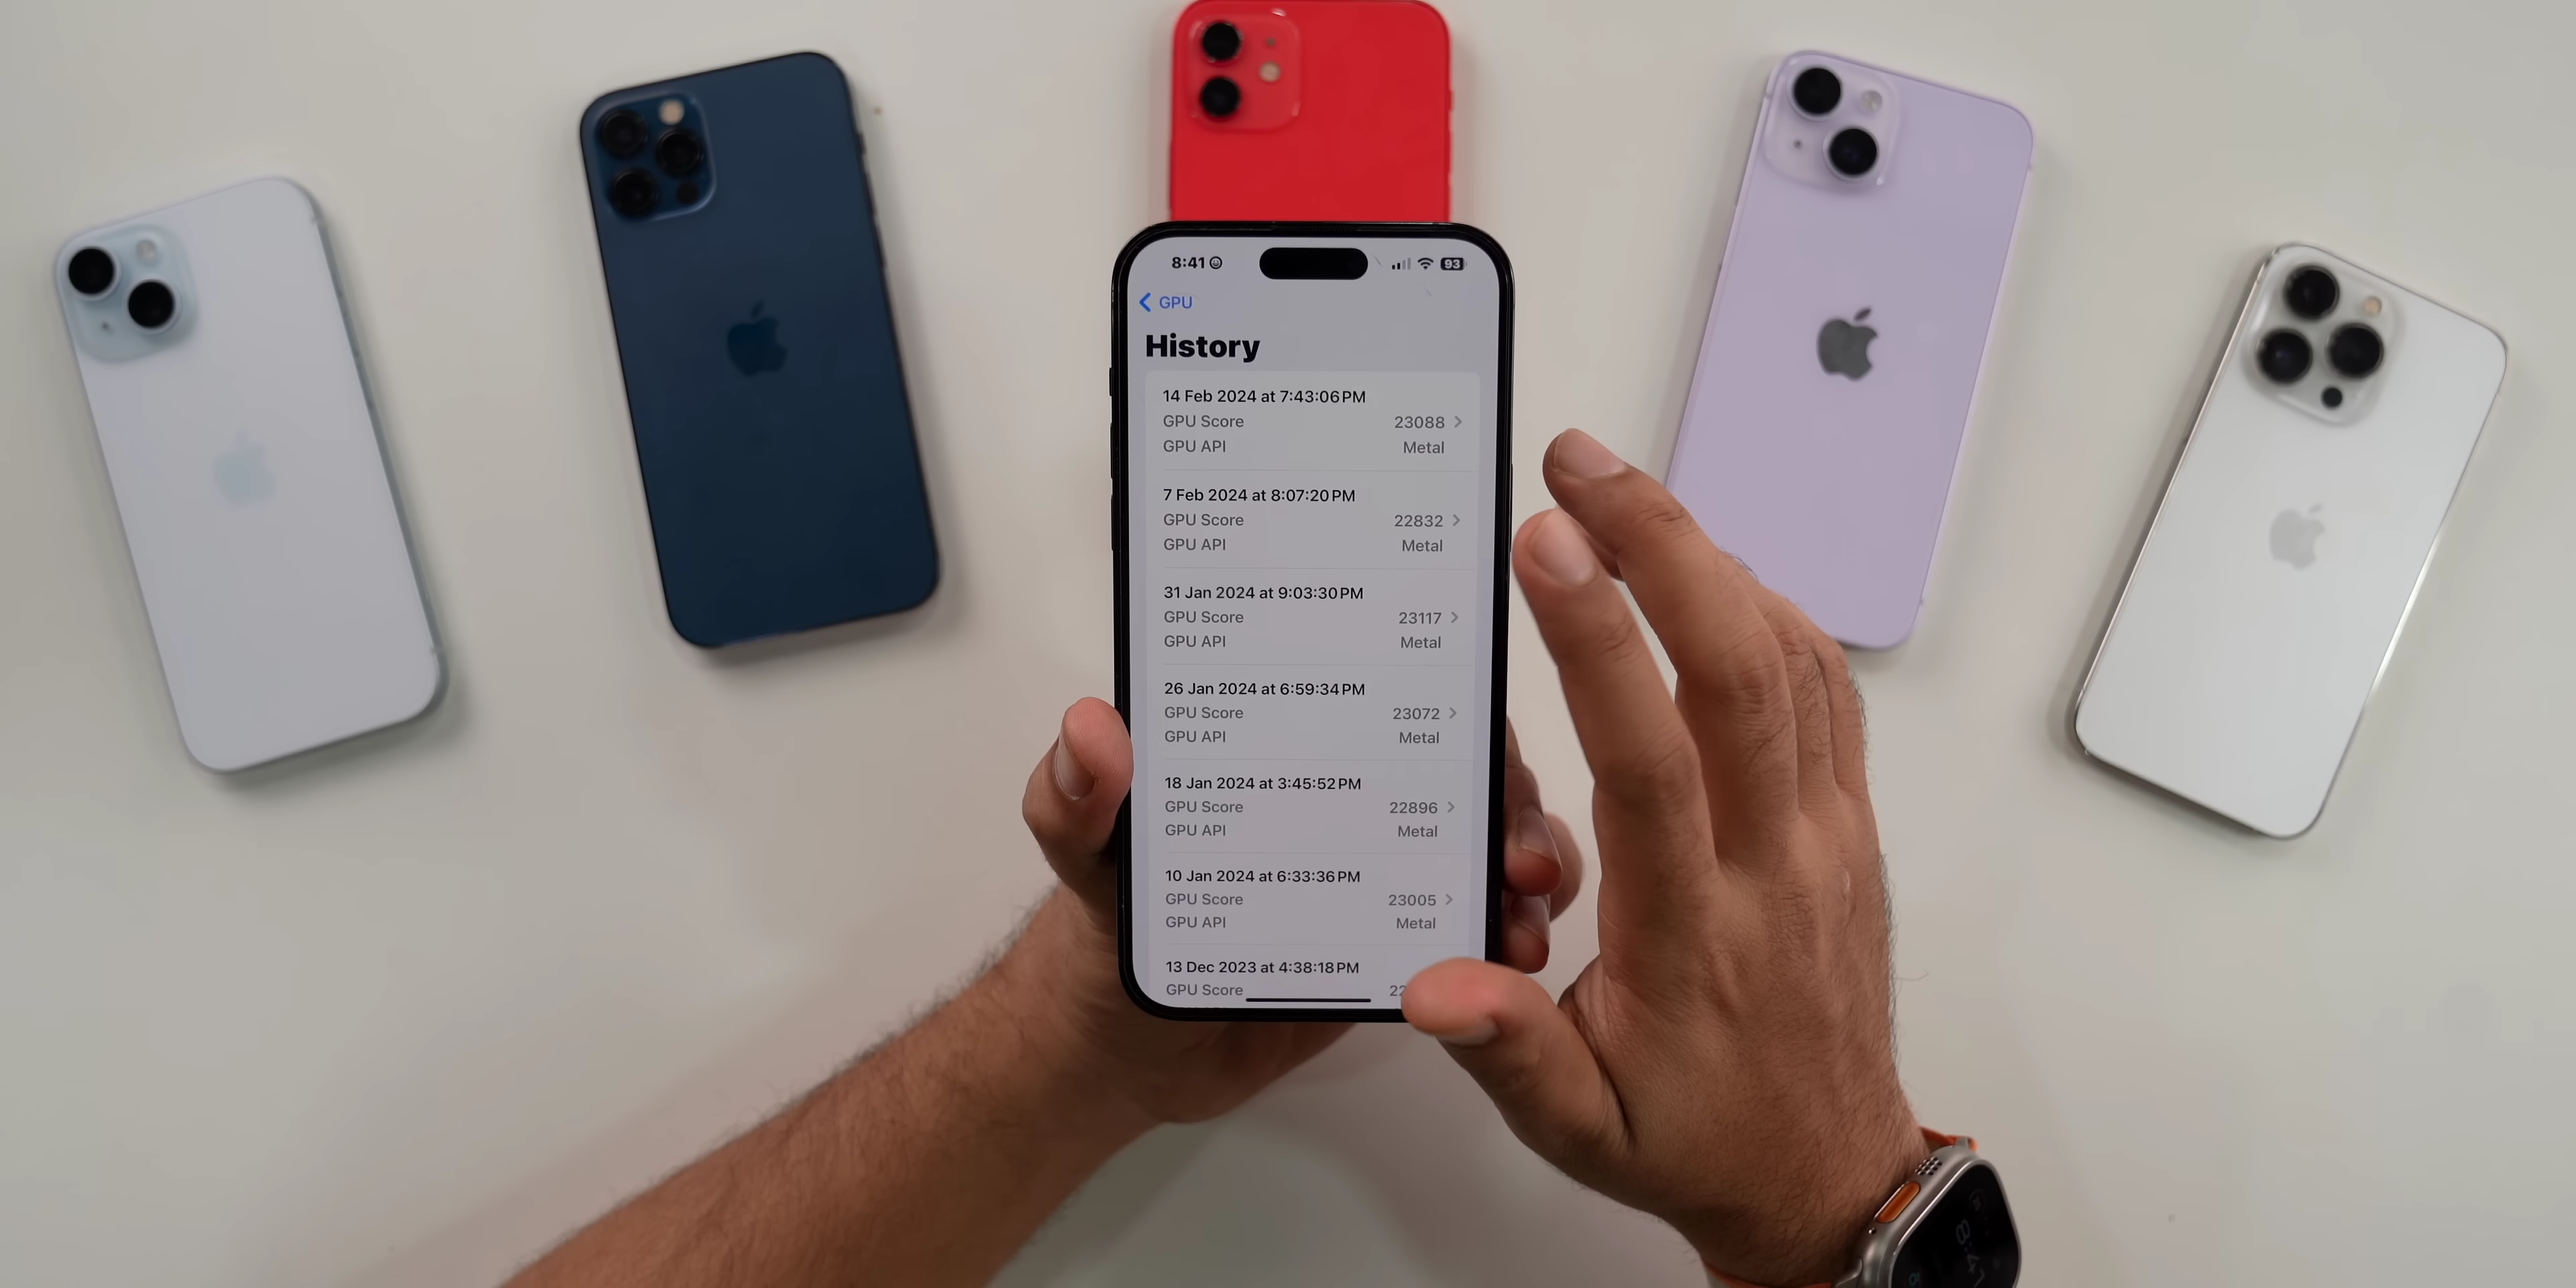 8:41 93
GPU
History
14 Feb 2024 at 7:43:06 PM
GPU Score 23088
GPU API Metal
7 Feb 2024 at 8:07:20 PM
GPU Score 22832
GPU API Metal
31 Jan 2024 at 9:03:30 PM
GPU Score 23117
GPU API Metal
26 Jan 2024 at 6:59:34 PM
GPU Score 23072
GPU API Metal
18 Jan 2024 at 3:45:52 PM
GPU Score 22896
GPU API Metal
10 Jan 2024 at 6:33:36 PM
GPU Score 23005
GPU API Metal
13 Dec 2023 at 4:38:18 PM
GPU Score